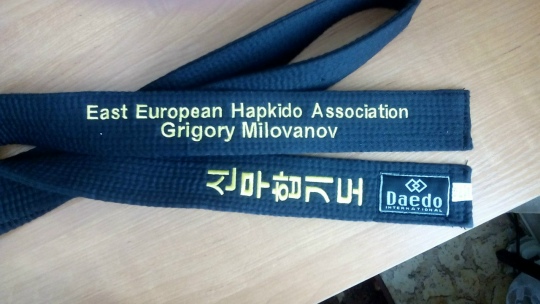 East European Hapkido Association
Grigory Milovanov
신무합기도
Daedo
INTERNATIONAL